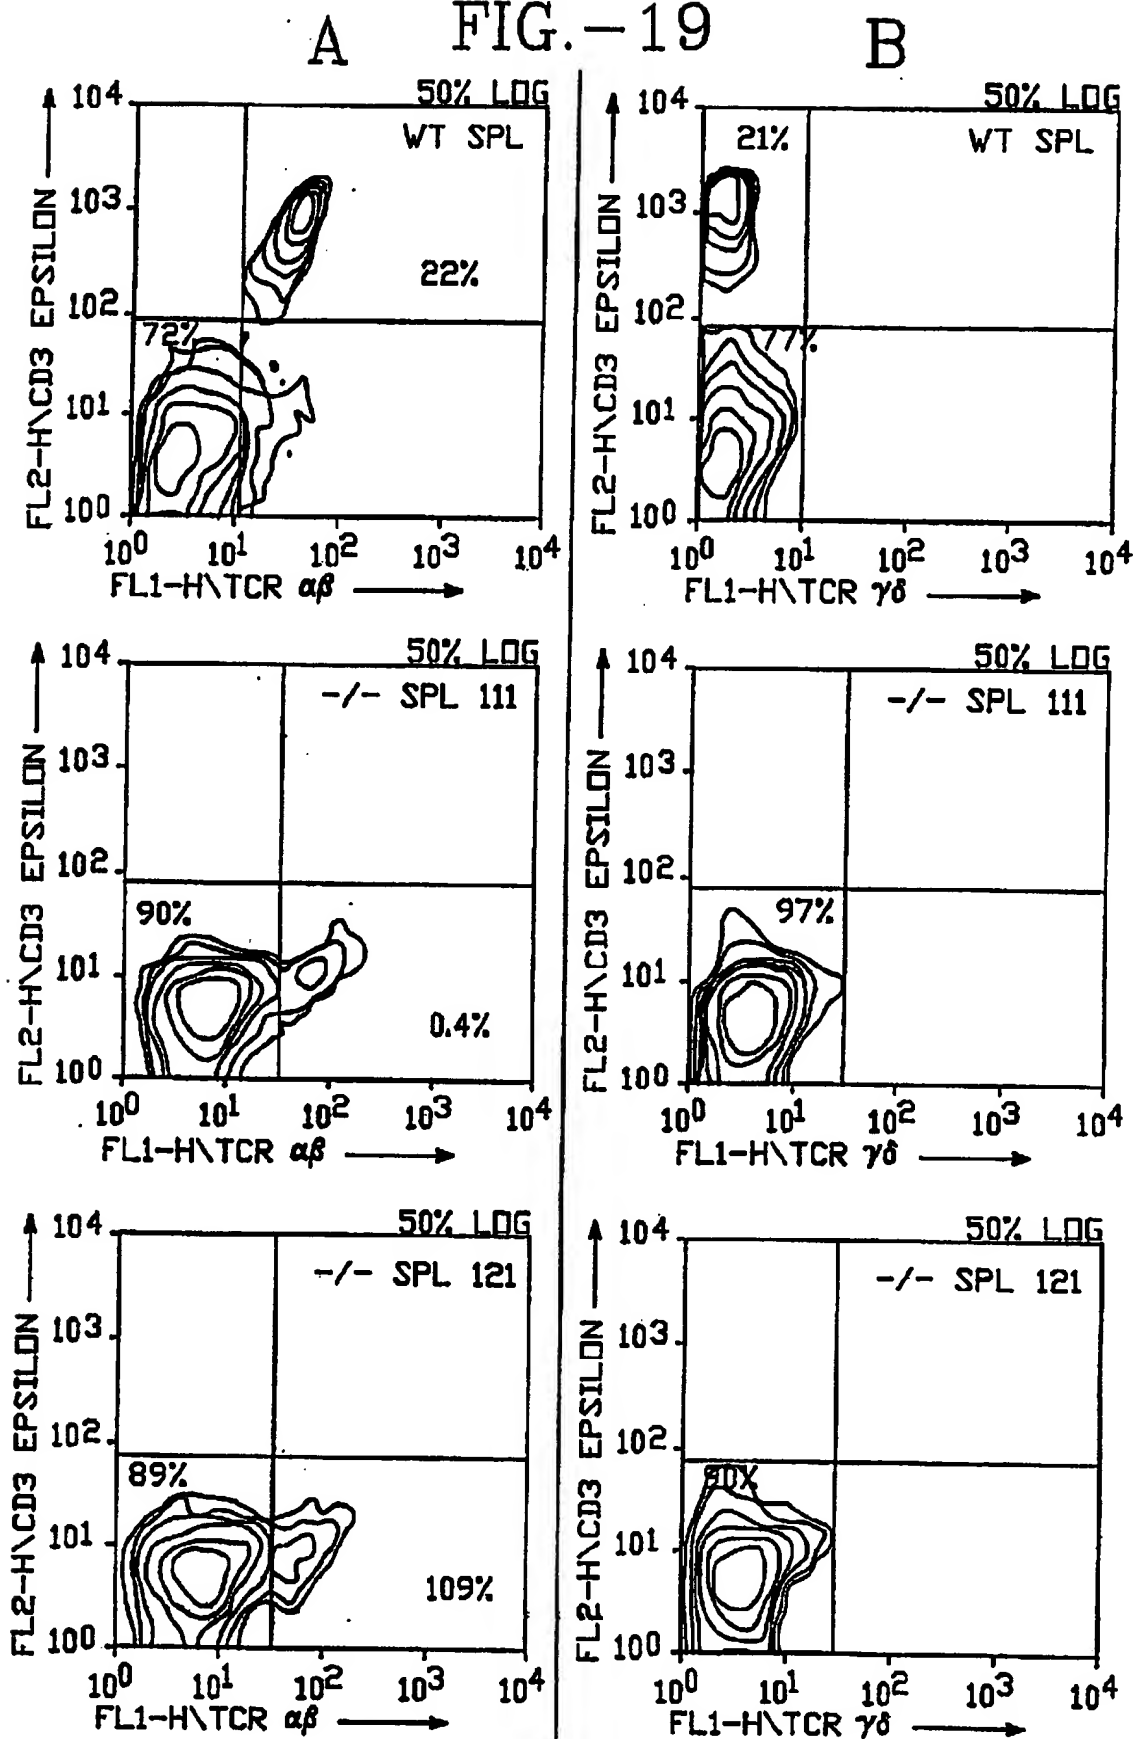 FIG.-19
A
B
104 50% LOG
WT SPL
103
22%
102
72%
101
100
FL2-H\CD3 EPSILON
100 101 102 103 104
FL1-H\TCR αβ
104 50% LOG
21% WT SPL
103
102
77%
101
100
FL2-H\CD3 EPSILON
100 101 102 103 104
FL1-H\TCR γδ
104 50% LOG
-/- SPL 111
103
102
90%
101
0.4%
100
FL2-H\CD3 EPSILON
100 101 102 103 104
FL1-H\TCR αβ
104 50% LOG
-/- SPL 111
103
102
97%
101
100
FL2-H\CD3 EPSILON
100 101 102 103 104
FL1-H\TCR γδ
104 50% LOG
-/- SPL 121
103
102
89%
101
109%
100
FL2-H\CD3 EPSILON
100 101 102 103 104
FL1-H\TCR αβ
104 50% LOG
-/- SPL 121
103
102
101
100
FL2-H\CD3 EPSILON
100 101 102 103 104
FL1-H\TCR γδ